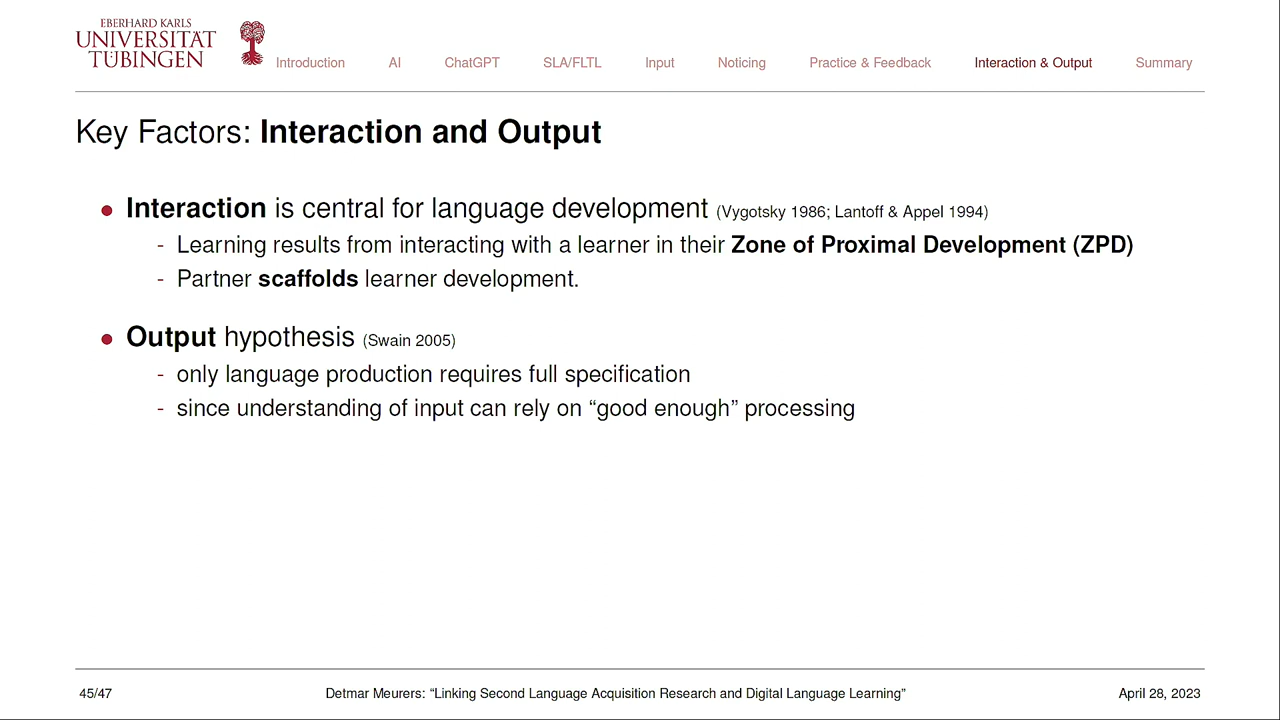 EBERHARD KARLS
UNIVERSITÄT
TÜBINGEN
Introduction AI ChatGPT SLA/FLTL Input Noticing Practice & Feedback Interaction & Output Summary
Key Factors: Interaction and Output
• Interaction is central for language development (Vygotsky 1986; Lantoff & Appel 1994)
- Learning results from interacting with a learner in their Zone of Proximal Development (ZPD)
- Partner scaffolds learner development.
• Output hypothesis (Swain 2005)
- only language production requires full specification
- since understanding of input can rely on “good enough” processing
45/47 Detmar Meurers: “Linking Second Language Acquisition Research and Digital Language Learning” April 28, 2023